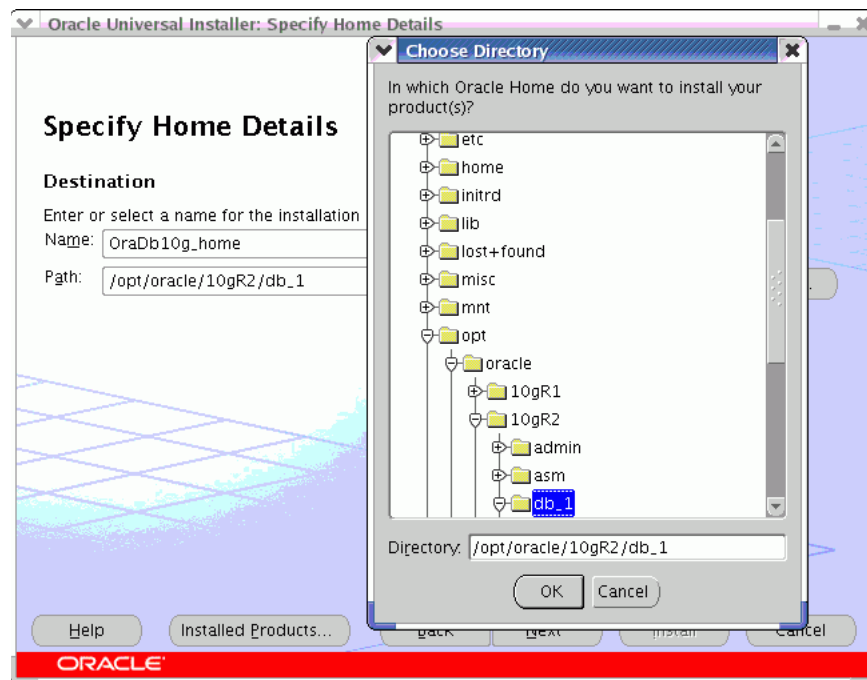 Oracle Universal Installer: Specify Home Details
Choose Directory
In which Oracle Home do you want to install your
product(s)?
etc
home
initrd
lib
lost+found
misc
mnt
opt
oracle
10gR1
10gR2
admin
asm
db_1
Directory: /opt/oracle/10gR2/db_1
OK Cancel
Specify Home Details
Destination
Enter or select a name for the installation
Name: OraDb10g_home
Path: /opt/oracle/10gR2/db_1
Help Installed Products... Back Next Install Cancel
ORACLE